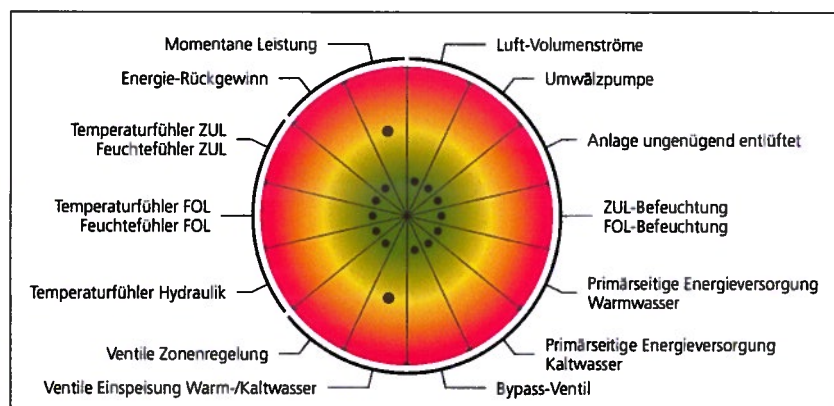 Momentane Leistung
Luft-Volumenströme
Energie-Rückgewinn
Umwälzpumpe
Temperaturfühler ZUL
Feuchtefühler ZUL
Anlage ungenügend entlüftet
Temperaturfühler FOL
Feuchtefühler FOL
ZUL-Befeuchtung
FOL-Befeuchtung
Temperaturfühler Hydraulik
Primärseitige Energieversorgung
Warmwasser
Ventile Zonenregelung
Primärseitige Energieversorgung
Kaltwasser
Ventile Einspeisung Warm-/Kaltwasser
Bypass-Ventil